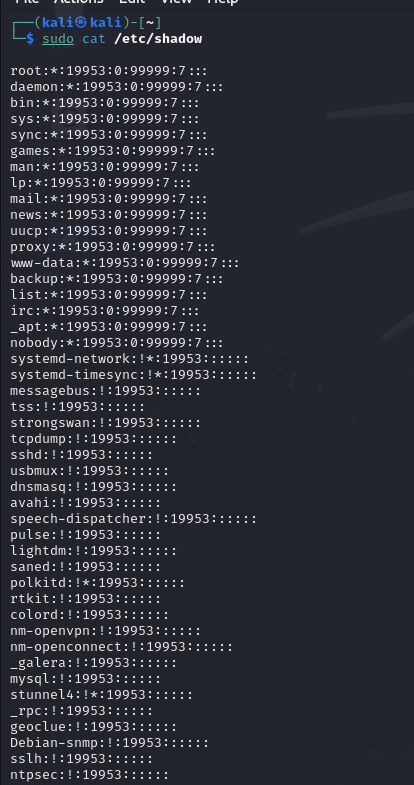 File Actions Edit View Help
┌──(kali㉿kali)-[~]
└─$ sudo cat /etc/shadow
root:*:19953:0:99999:7:::
daemon:*:19953:0:99999:7:::
bin:*:19953:0:99999:7:::
sys:*:19953:0:99999:7:::
sync:*:19953:0:99999:7:::
games:*:19953:0:99999:7:::
man:*:19953:0:99999:7:::
lp:*:19953:0:99999:7:::
mail:*:19953:0:99999:7:::
news:*:19953:0:99999:7:::
uucp:*:19953:0:99999:7:::
proxy:*:19953:0:99999:7:::
www-data:*:19953:0:99999:7:::
backup:*:19953:0:99999:7:::
list:*:19953:0:99999:7:::
irc:*:19953:0:99999:7:::
_apt:*:19953:0:99999:7:::
nobody:*:19953:0:99999:7:::
systemd-network:!*:19953::::::
systemd-timesync:!*:19953::::::
messagebus:!:19953::::::
tss:!:19953::::::
strongswan:!:19953::::::
tcpdump:!:19953::::::
sshd:!:19953::::::
usbmux:!:19953::::::
dnsmasq:!:19953::::::
avahi:!:19953::::::
speech-dispatcher:!:19953::::::
pulse:!:19953::::::
lightdm:!:19953::::::
saned:!:19953::::::
polkitd:!*:19953::::::
rtkit:!:19953::::::
colord:!:19953::::::
nm-openvpn:!:19953::::::
nm-openconnect:!:19953::::::
_galera:!:19953::::::
mysql:!:19953::::::
stunnel4:!*:19953::::::
_rpc:!:19953::::::
geoclue:!:19953::::::
Debian-snmp:!:19953::::::
sslh:!:19953::::::
ntpsec:!:19953::::::